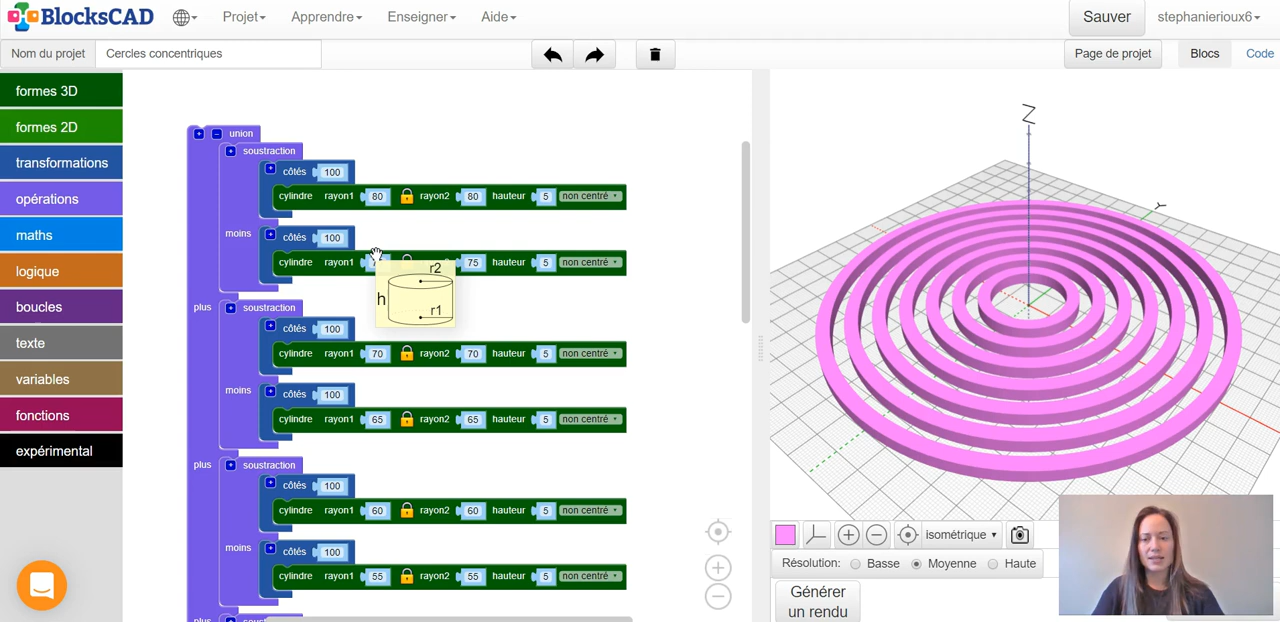 BlocksCAD Projet Apprendre Enseigner Aide Sauver stephanierioux6
Nom du projet Cercles concentriques Page de projet Blocs Code
formes 3D
formes 2D
transformations
opérations
maths
logique
boucles
texte
variables
fonctions
expérimental
+ - union
+ soustraction
+ côtés 100
cylindre rayon1 80 rayon2 80 hauteur 5 non centré
moins + côtés 100
cylindre rayon1 75 hauteur 5 non centré
r2
h
r1
plus + soustraction
+ côtés 100
cylindre rayon1 70 rayon2 70 hauteur 5 non centré
moins + côtés 100
cylindre rayon1 65 rayon2 65 hauteur 5 non centré
plus + soustraction
+ côtés 100
cylindre rayon1 60 rayon2 60 hauteur 5 non centré
moins + côtés 100
cylindre rayon1 55 rayon2 55 hauteur 5 non centré
plus
Z
Y
isométrique
Résolution: Basse Moyenne Haute
Générer
un rendu